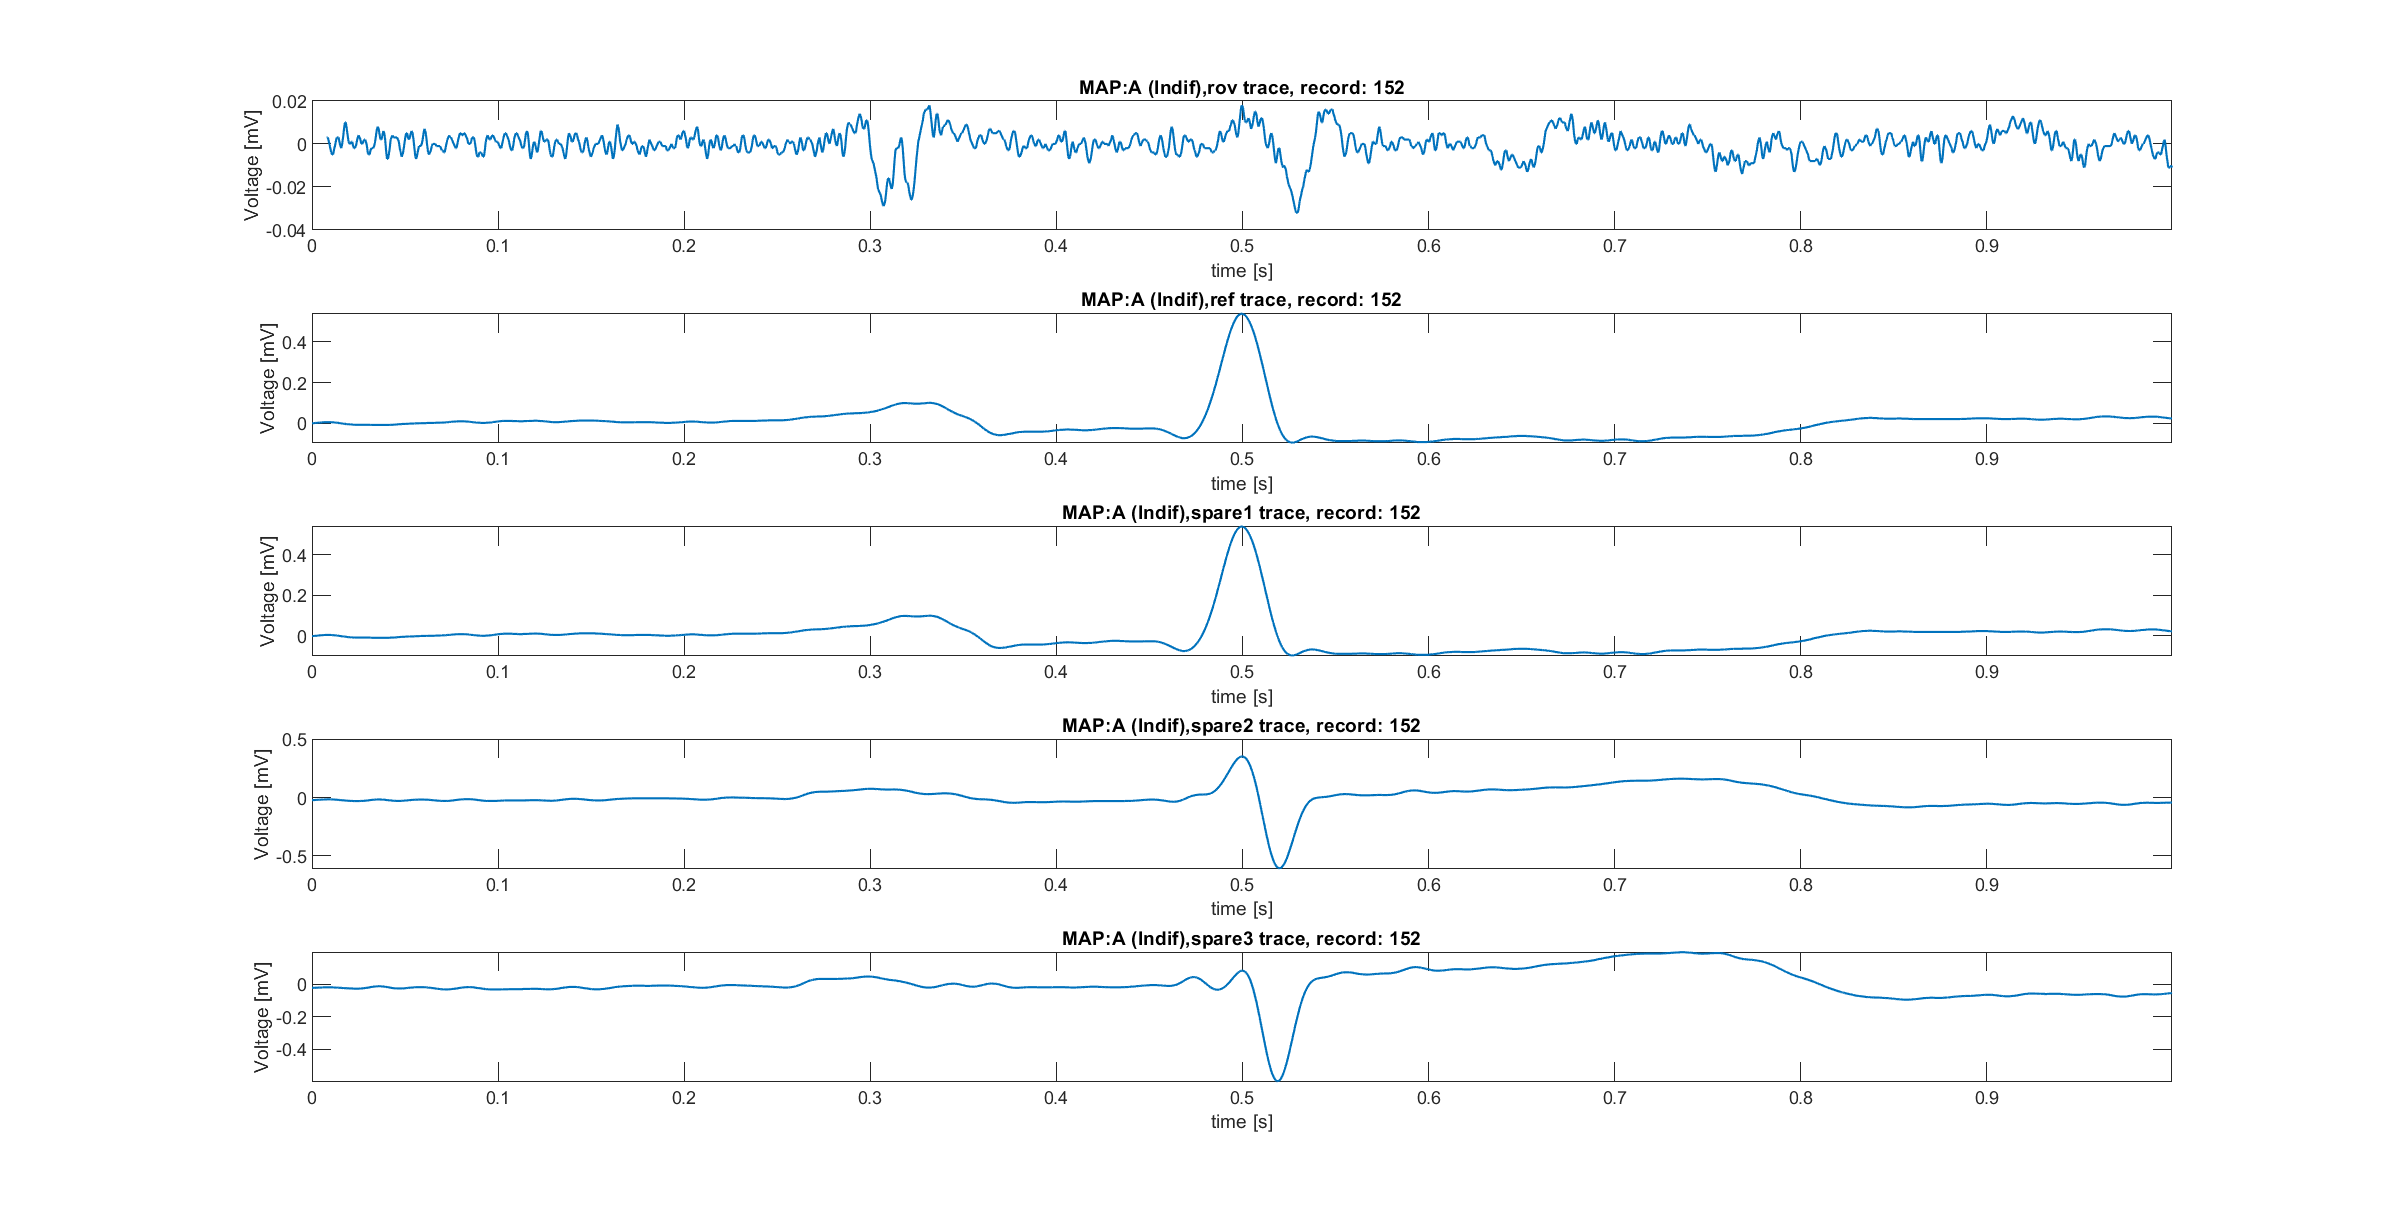 MAP:A (Indif),rov trace, record: 152
Voltage [mV]
0.02
0
-0.02
-0.04
0 0.1 0.2 0.3 0.4 0.5 0.6 0.7 0.8 0.9
time [s]
MAP:A (Indif),ref trace, record: 152
Voltage [mV]
0.4
0.2
0
0 0.1 0.2 0.3 0.4 0.5 0.6 0.7 0.8 0.9
time [s]
MAP:A (Indif),spare1 trace, record: 152
Voltage [mV]
0.4
0.2
0
0 0.1 0.2 0.3 0.4 0.5 0.6 0.7 0.8 0.9
time [s]
MAP:A (Indif),spare2 trace, record: 152
Voltage [mV]
0.5
0
-0.5
0 0.1 0.2 0.3 0.4 0.5 0.6 0.7 0.8 0.9
time [s]
MAP:A (Indif),spare3 trace, record: 152
Voltage [mV]
0
-0.2
-0.4
0 0.1 0.2 0.3 0.4 0.5 0.6 0.7 0.8 0.9
time [s]